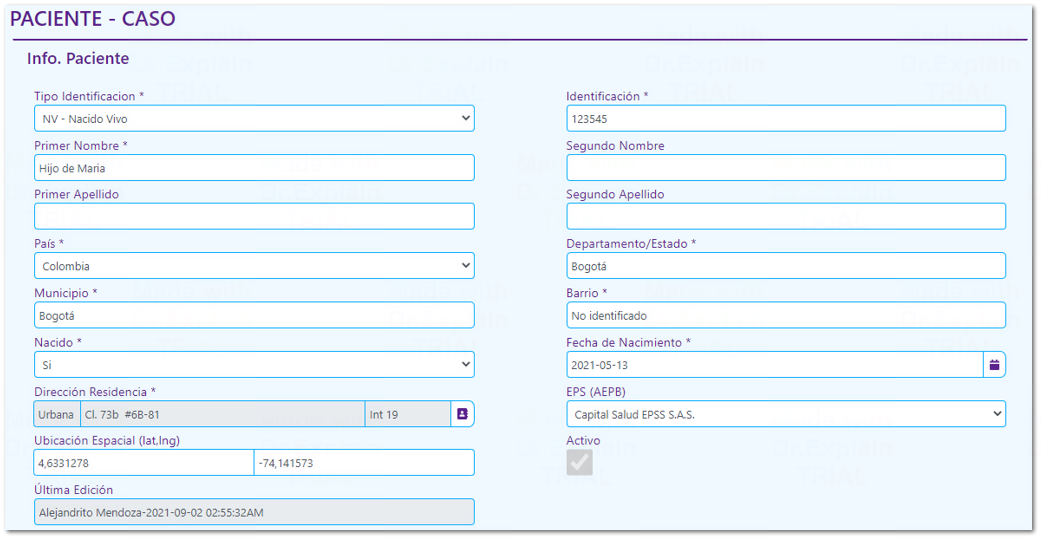 PACIENTE - CASO
Info. Paciente
Tipo Identificacion *
NV - Nacido Vivo
Identificación *
123545
Primer Nombre *
Hijo de Maria
Segundo Nombre
Primer Apellido
Segundo Apellido
País *
Colombia
Departamento/Estado *
Bogotá
Municipio *
Bogotá
Barrio *
No identificado
Nacido *
Si
Fecha de Nacimiento *
2021-05-13
Dirección Residencia *
Urbana Cl. 73b #6B-81 Int 19
EPS (AEPB)
Capital Salud EPSS S.A.S.
Ubicación Espacial (lat,lng)
4,6331278 -74,141573
Activo
Última Edición
Alejandrito Mendoza-2021-09-02 02:55:32AM